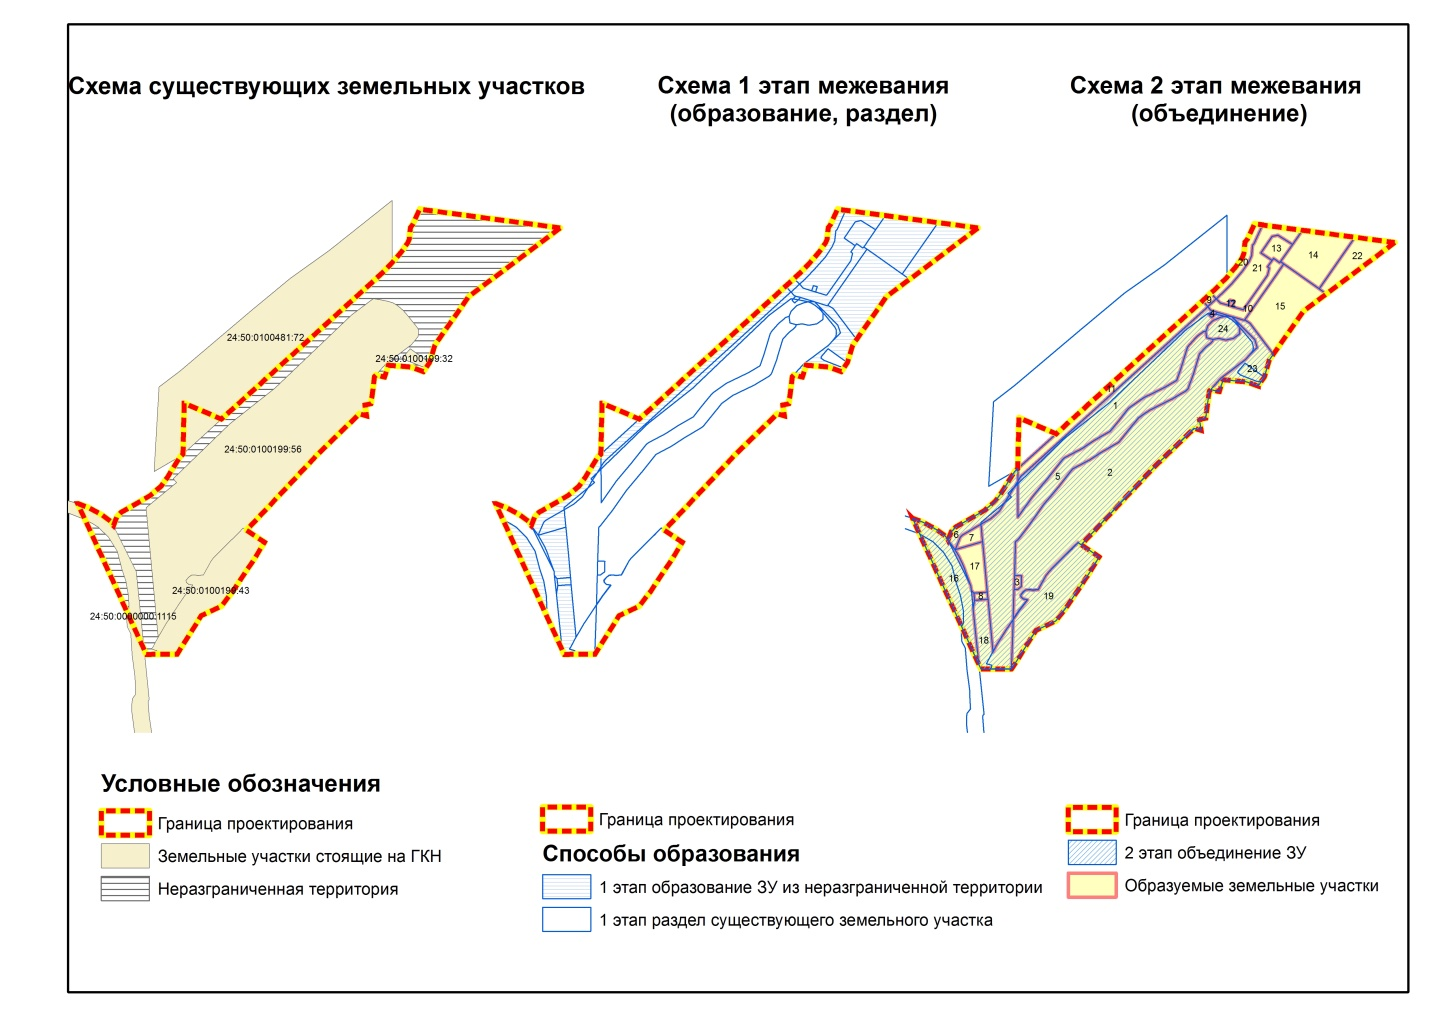 Схема существующих земельных участков
Схема 1 этап межевания
(образование, раздел)
Схема 2 этап межевания
(объединение)
24:50:0100481:72
24:50:0100199:32
24:50:0100199:56
24:50:0100199:43
24:50:0000000:1115
20
13
21
14
22
9
12
10
15
4
24
23
11
1
5
2
6
7
17
16
8
3
19
18
Условные обозначения
Граница проектирования
Земельные участки стоящие на ГКН
Неразграниченная территория
Граница проектирования
Способы образования
1 этап образование ЗУ из неразграниченной территории
1 этап раздел существующего земельного участка
Граница проектирования
2 этап объединение ЗУ
Образуемые земельные участки